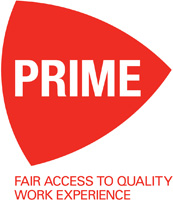 PRIME
FAIR ACCESS TO QUALITY
WORK EXPERIENCE